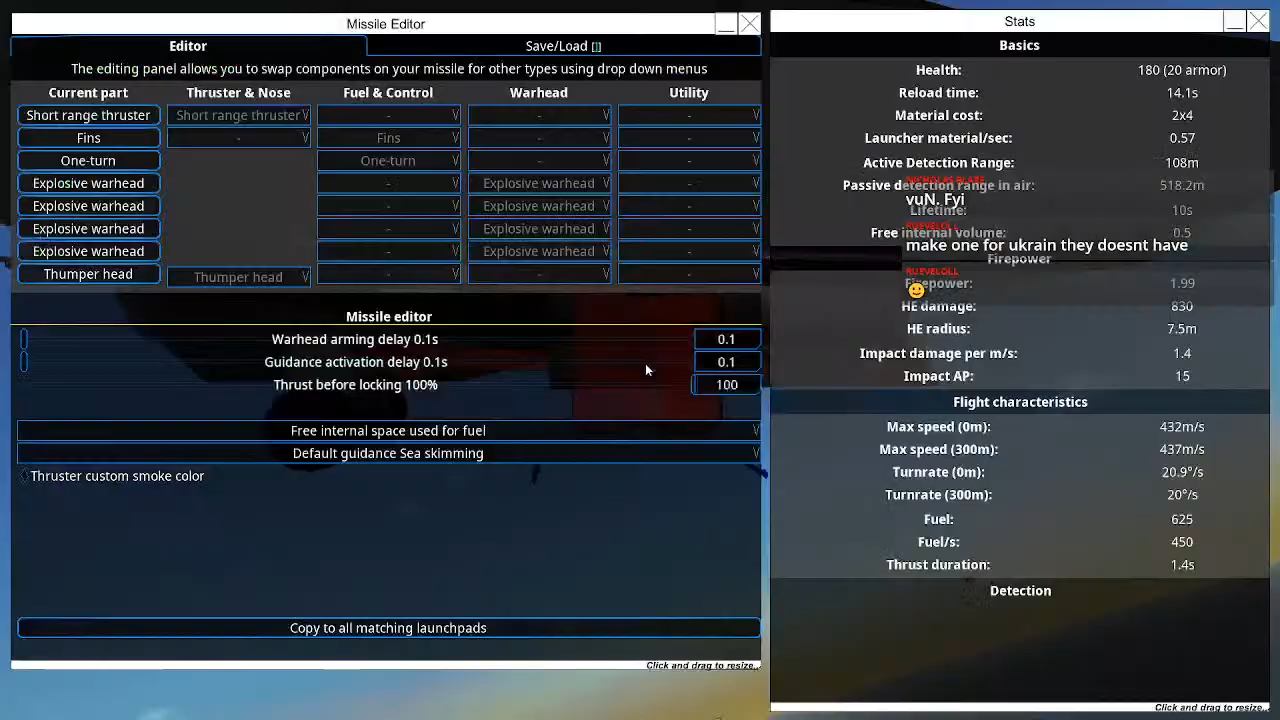 Missile Editor
Editor
Save/Load []
The editing panel allows you to swap components on your missile for other types using drop down menus
Current part Thruster & Nose Fuel & Control Warhead Utility
Short range thruster Short range thruster V - V - V - V
Fins - V Fins - V - V
One-turn One-turn V - V - V
Explosive warhead - V Explosive warhead V - V
Explosive warhead - V Explosive warhead V - V
Explosive warhead - V Explosive warhead V - V
Explosive warhead - V Explosive warhead V - V
Thumper head Thumper head V - V - V - V
Missile editor
Warhead arming delay 0.1s 0.1
Guidance activation delay 0.1s 0.1
Thrust before locking 100% 100
Free internal space used for fuel V
Default guidance Sea skimming V
Thruster custom smoke color
Copy to all matching launchpads
Click and drag to resize..
Stats
Basics
Health: 180 (20 armor)
Reload time: 14.1s
Material cost: 2x4
Launcher material/sec: 0.57
Active Detection Range: 108m
Passive detection range in air: 518.2m
vuN. Fyi
Lifetime: 10s
RUEVELOLL
Free internal volume: 0.5
make one for ukrain they doesnt have
Firepower
RUEVELOLL
Firepower: 1.99
🙂
HE damage: 830
HE radius: 7.5m
Impact damage per m/s: 1.4
Impact AP: 15
Flight characteristics
Max speed (0m): 432m/s
Max speed (300m): 437m/s
Turnrate (0m): 20.9°/s
Turnrate (300m): 20°/s
Fuel: 625
Fuel/s: 450
Thrust duration: 1.4s
Detection
Click and drag to resize..